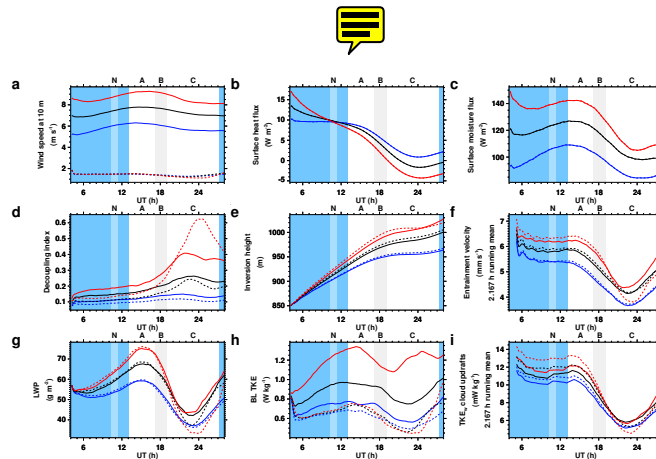 a
N A B C
Wind speed at 10 m
(m s⁻¹)
8
6
4
2
6 12 18 24
UT (h)
b
N A B C
Surface heat flux
(W m⁻²)
15
10
5
0
-5
6 12 18 24
UT (h)
c
N A B C
Surface moisture flux
(W m⁻²)
140
120
100
6 12 18 24
UT (h)
d
N A B C
Decoupling index
0.6
0.5
0.4
0.3
0.2
0.1
6 12 18 24
UT (h)
e
N A B C
Inversion height
(m)
1000
950
900
850
6 12 18 24
UT (h)
f
N A B C
Entrainment velocity
(mm s⁻¹)
2.167 h running mean
7
6
5
4
6 12 18 24
UT (h)
g
N A B C
LWP
(g m⁻²)
70
60
50
40
6 12 18 24
UT (h)
h
N A B C
BL TKE
(W kg⁻¹)
1.2
1.0
0.8
0.6
6 12 18 24
UT (h)
i
N A B C
TKEw cloud updrafts
(mW kg⁻¹)
2.167 h running mean
14
12
10
8
6
6 12 18 24
UT (h)